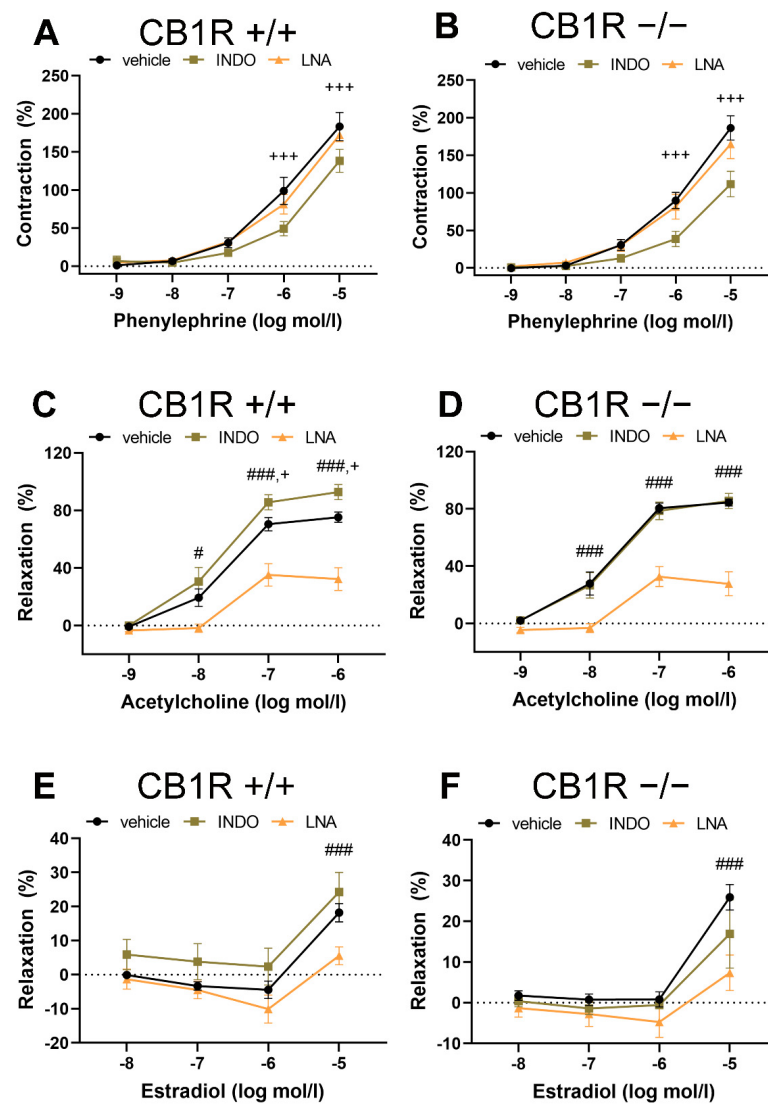 A CB1R +/+
vehicle INDO LNA
250
200
150
100
50
0
Contraction (%)
+++
+++
-9 -8 -7 -6 -5
Phenylephrine (log mol/l)
B CB1R −/−
vehicle INDO LNA
250
200
150
100
50
0
Contraction (%)
+++
+++
-9 -8 -7 -6 -5
Phenylephrine (log mol/l)
C CB1R +/+
vehicle INDO LNA
120
80
40
0
Relaxation (%)
#
###,+
###,+
-9 -8 -7 -6
Acetylcholine (log mol/l)
D CB1R −/−
vehicle INDO LNA
120
80
40
0
Relaxation (%)
###
###
###
-9 -8 -7 -6
Acetylcholine (log mol/l)
E CB1R +/+
vehicle INDO LNA
40
30
20
10
0
-10
-20
Relaxation (%)
###
-8 -7 -6 -5
Estradiol (log mol/l)
F CB1R −/−
vehicle INDO LNA
40
30
20
10
0
-10
Relaxation (%)
###
-8 -7 -6 -5
Estradiol (log mol/l)